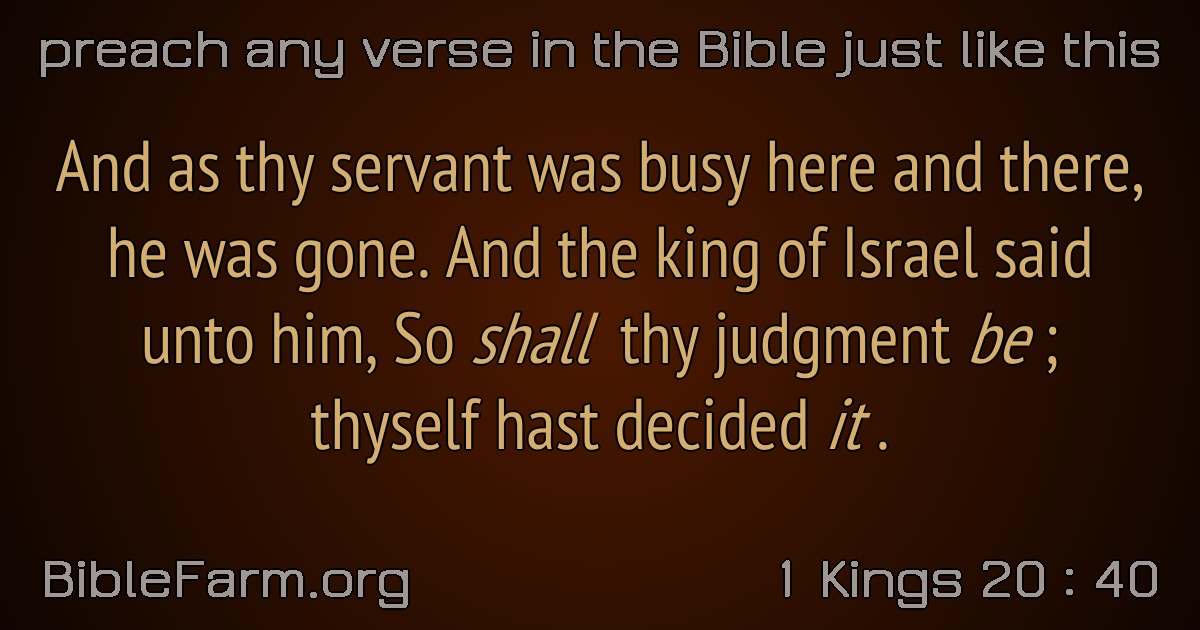 preach any verse in the Bible just like this
And as thy servant was busy here and there,
he was gone. And the king of Israel said
unto him, So shall thy judgment be ;
thyself hast decided it .
BibleFarm.org
1 Kings 20 : 40